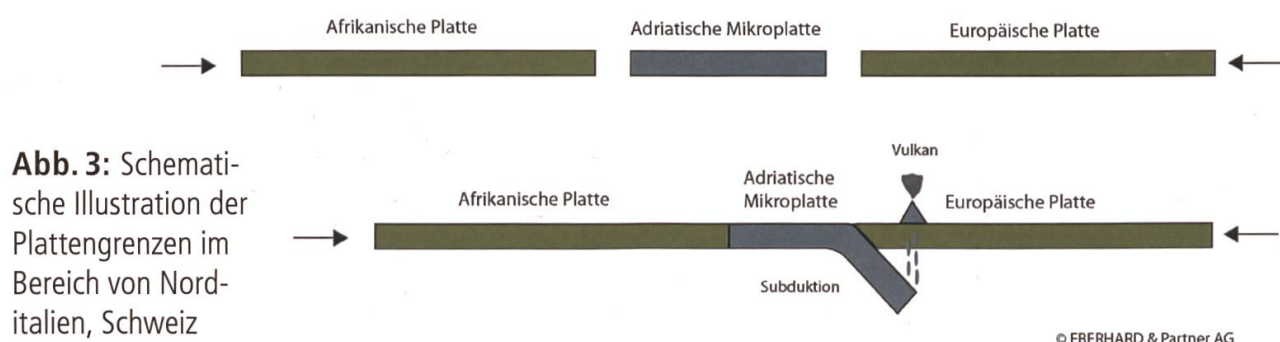 Afrikanische Platte
Adriatische Mikroplatte
Europäische Platte
Abb. 3: Schemati-
sche Illustration der
Plattengrenzen im
Bereich von Nord-
italien, Schweiz
Vulkan
Afrikanische Platte
Adriatische
Mikroplatte
Europäische Platte
Subduktion
© EBERHARD & Partner AG